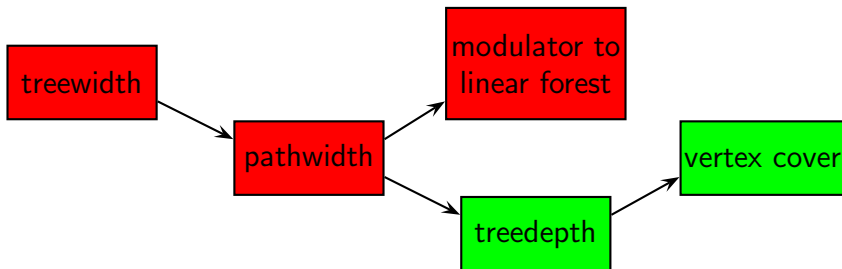 treewidth
pathwidth
modulator to
linear forest
treedepth
vertex cover